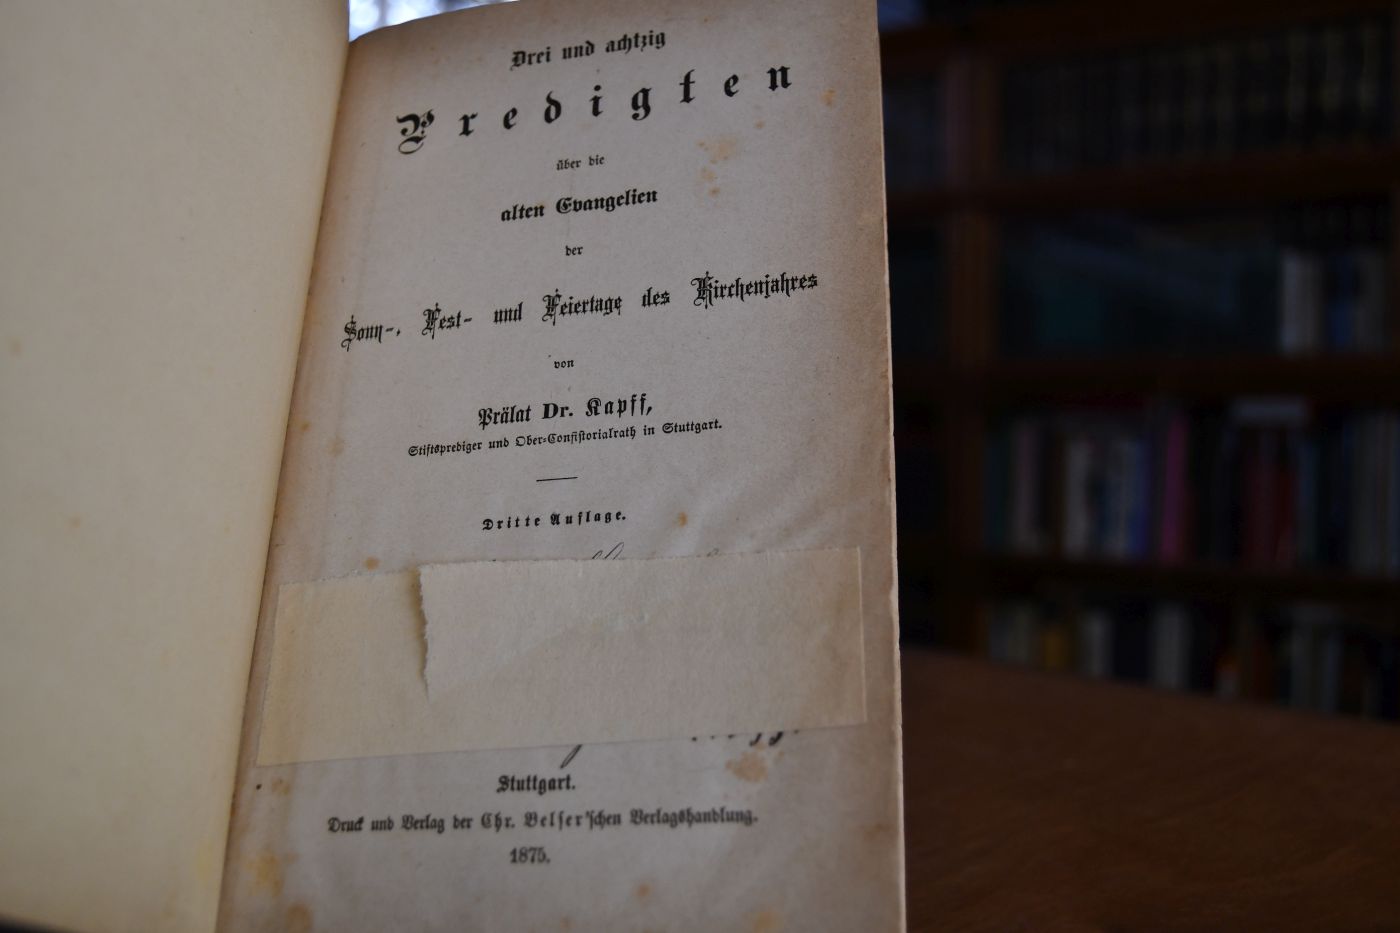 Drei und achtzig
Predigten
über die
alten Evangelien
der
Sonn-, Fest- und Feiertage des Kirchenjahres
von
Prälat Dr. Kapff,
Stiftsprediger und Ober-Consistorialrath in Stuttgart.
Dritte Auflage.
Stuttgart.
Druck und Verlag der Chr. Belser'schen Verlagshandlung.
1875.